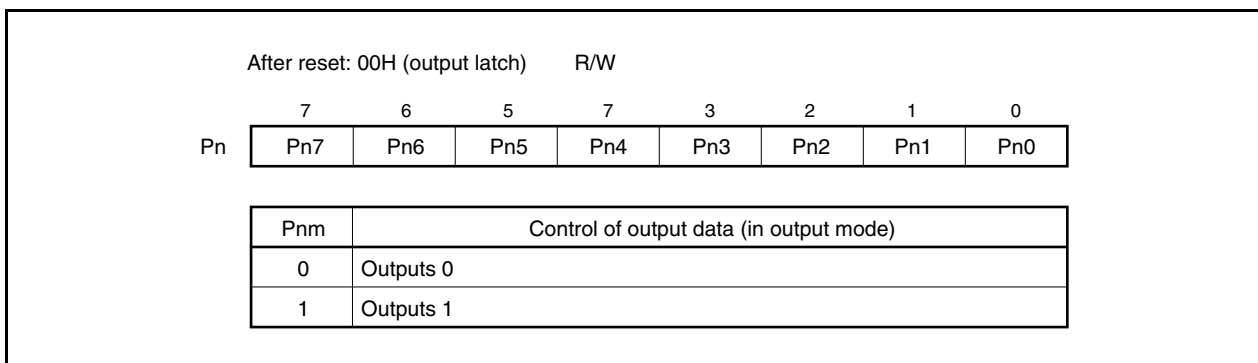 After reset: 00H (output latch) R/W
7 6 5 7 3 2 1 0
Pn Pn7 Pn6 Pn5 Pn4 Pn3 Pn2 Pn1 Pn0
Pnm Control of output data (in output mode)
0 Outputs 0
1 Outputs 1